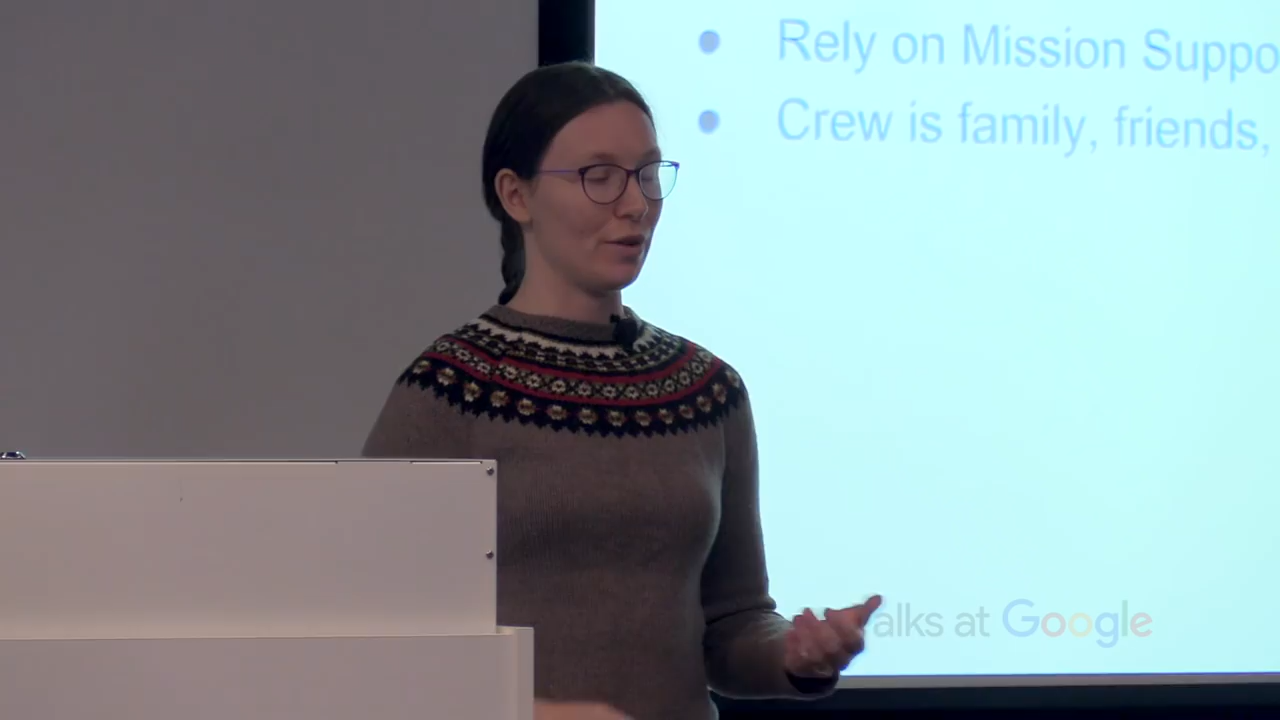 • Rely on Mission Suppo
• Crew is family, friends,
alks at Google